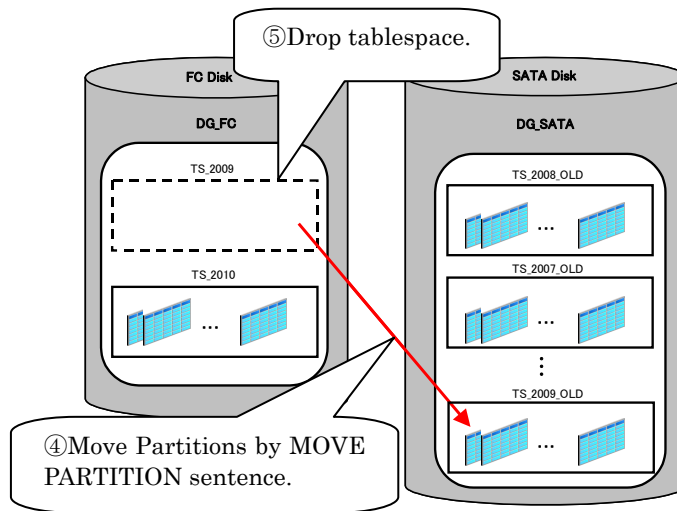 ⑤Drop tablespace.
FC Disk
SATA Disk
DG_FC
DG_SATA
TS_2009
TS_2008_OLD
...
TS_2010
TS_2007_OLD
...
...
⋮
TS_2009_OLD
...
④Move Partitions by MOVE
PARTITION sentence.